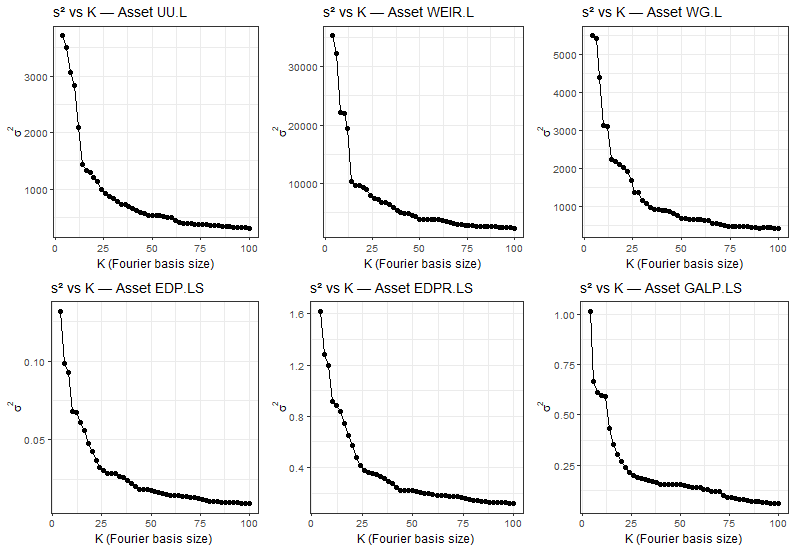 s² vs K — Asset UU.L
σ²
3000
2000
1000
0 25 50 75 100
K (Fourier basis size)
s² vs K — Asset WEIR.L
σ²
30000
20000
10000
0 25 50 75 100
K (Fourier basis size)
s² vs K — Asset WG.L
σ²
5000
4000
3000
2000
1000
0 25 50 75 100
K (Fourier basis size)
s² vs K — Asset EDP.LS
σ²
0.10
0.05
0 25 50 75 100
K (Fourier basis size)
s² vs K — Asset EDPR.LS
σ²
1.6
1.2
0.8
0.4
0 25 50 75 100
K (Fourier basis size)
s² vs K — Asset GALP.LS
σ²
1.00
0.75
0.50
0.25
0 25 50 75 100
K (Fourier basis size)